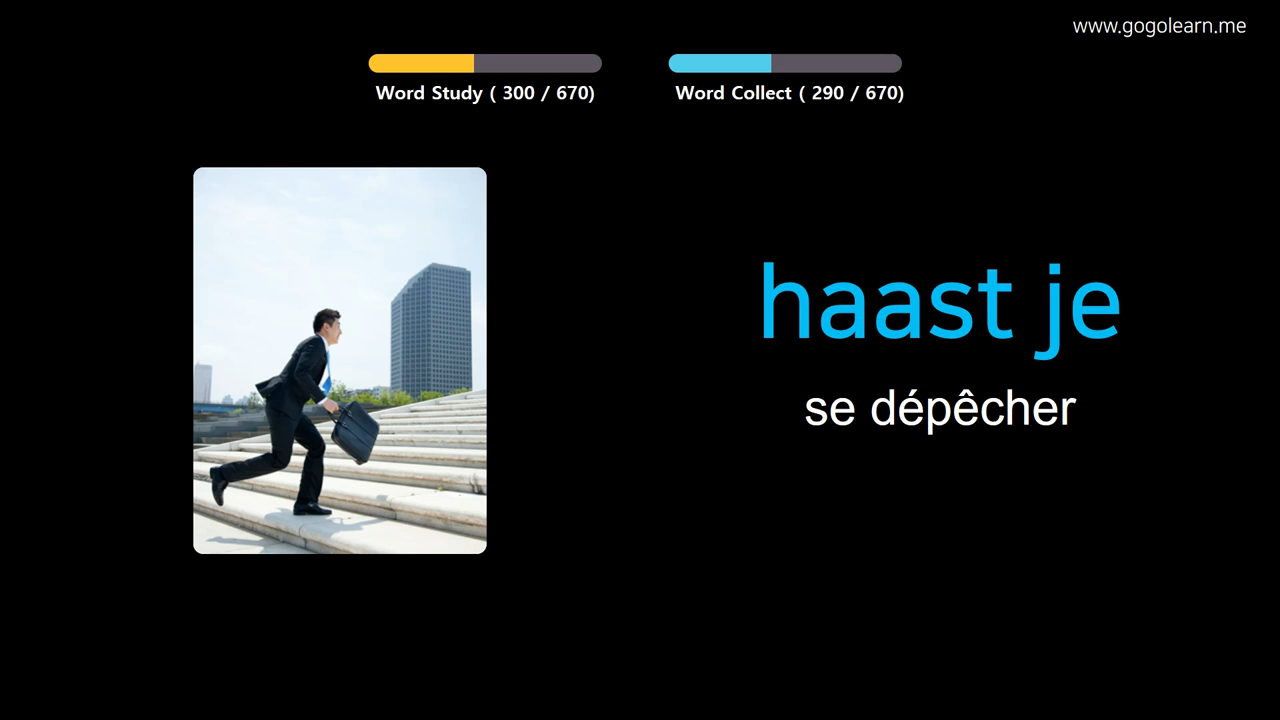 www.gogolearn.me
Word Study ( 300 / 670)
Word Collect ( 290 / 670)
haast je
se dépêcher